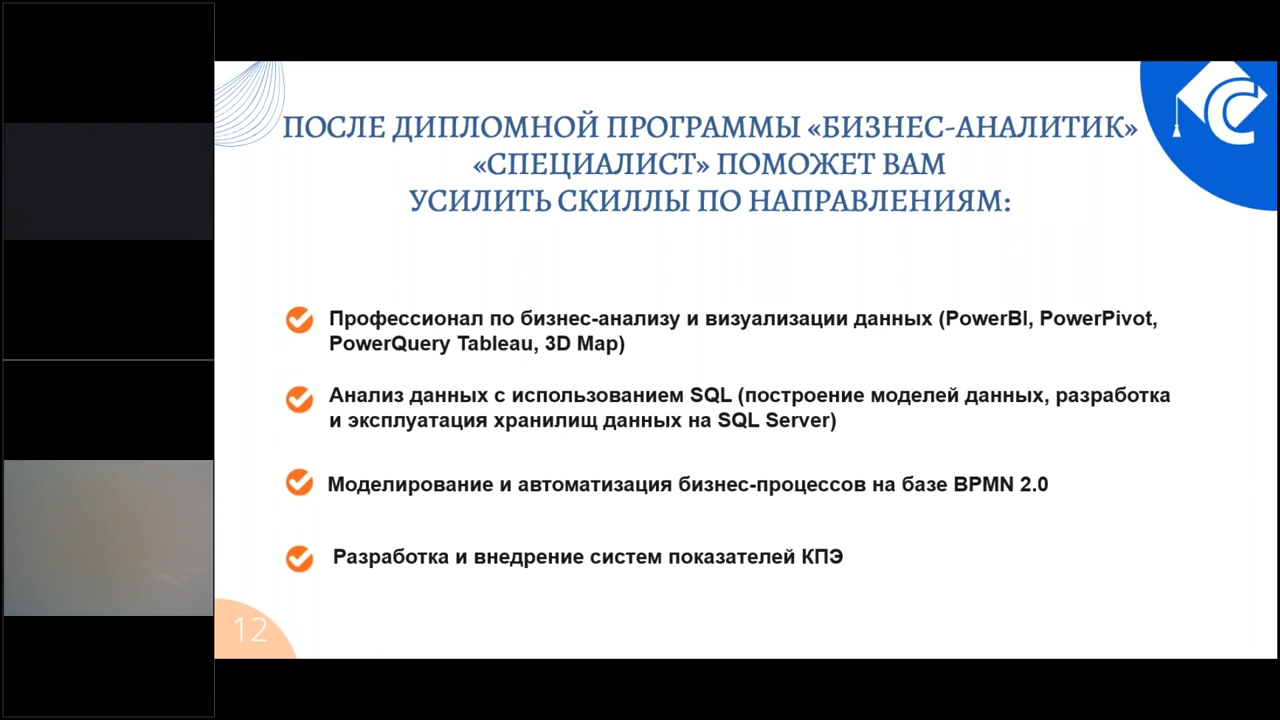 ПОСЛЕ ДИПЛОМНОЙ ПРОГРАММЫ «БИЗНЕС-АНАЛИТИК»
«СПЕЦИАЛИСТ» ПОМОЖЕТ ВАМ
УСИЛИТЬ СКИЛЛЫ ПО НАПРАВЛЕНИЯМ:
Профессионал по бизнес-анализу и визуализации данных (PowerBI, PowerPivot,
PowerQuery Tableau, 3D Map)
Анализ данных с использованием SQL (построение моделей данных, разработка
и эксплуатация хранилищ данных на SQL Server)
Моделирование и автоматизация бизнес-процессов на базе BPMN 2.0
Разработка и внедрение систем показателей КПЭ
12